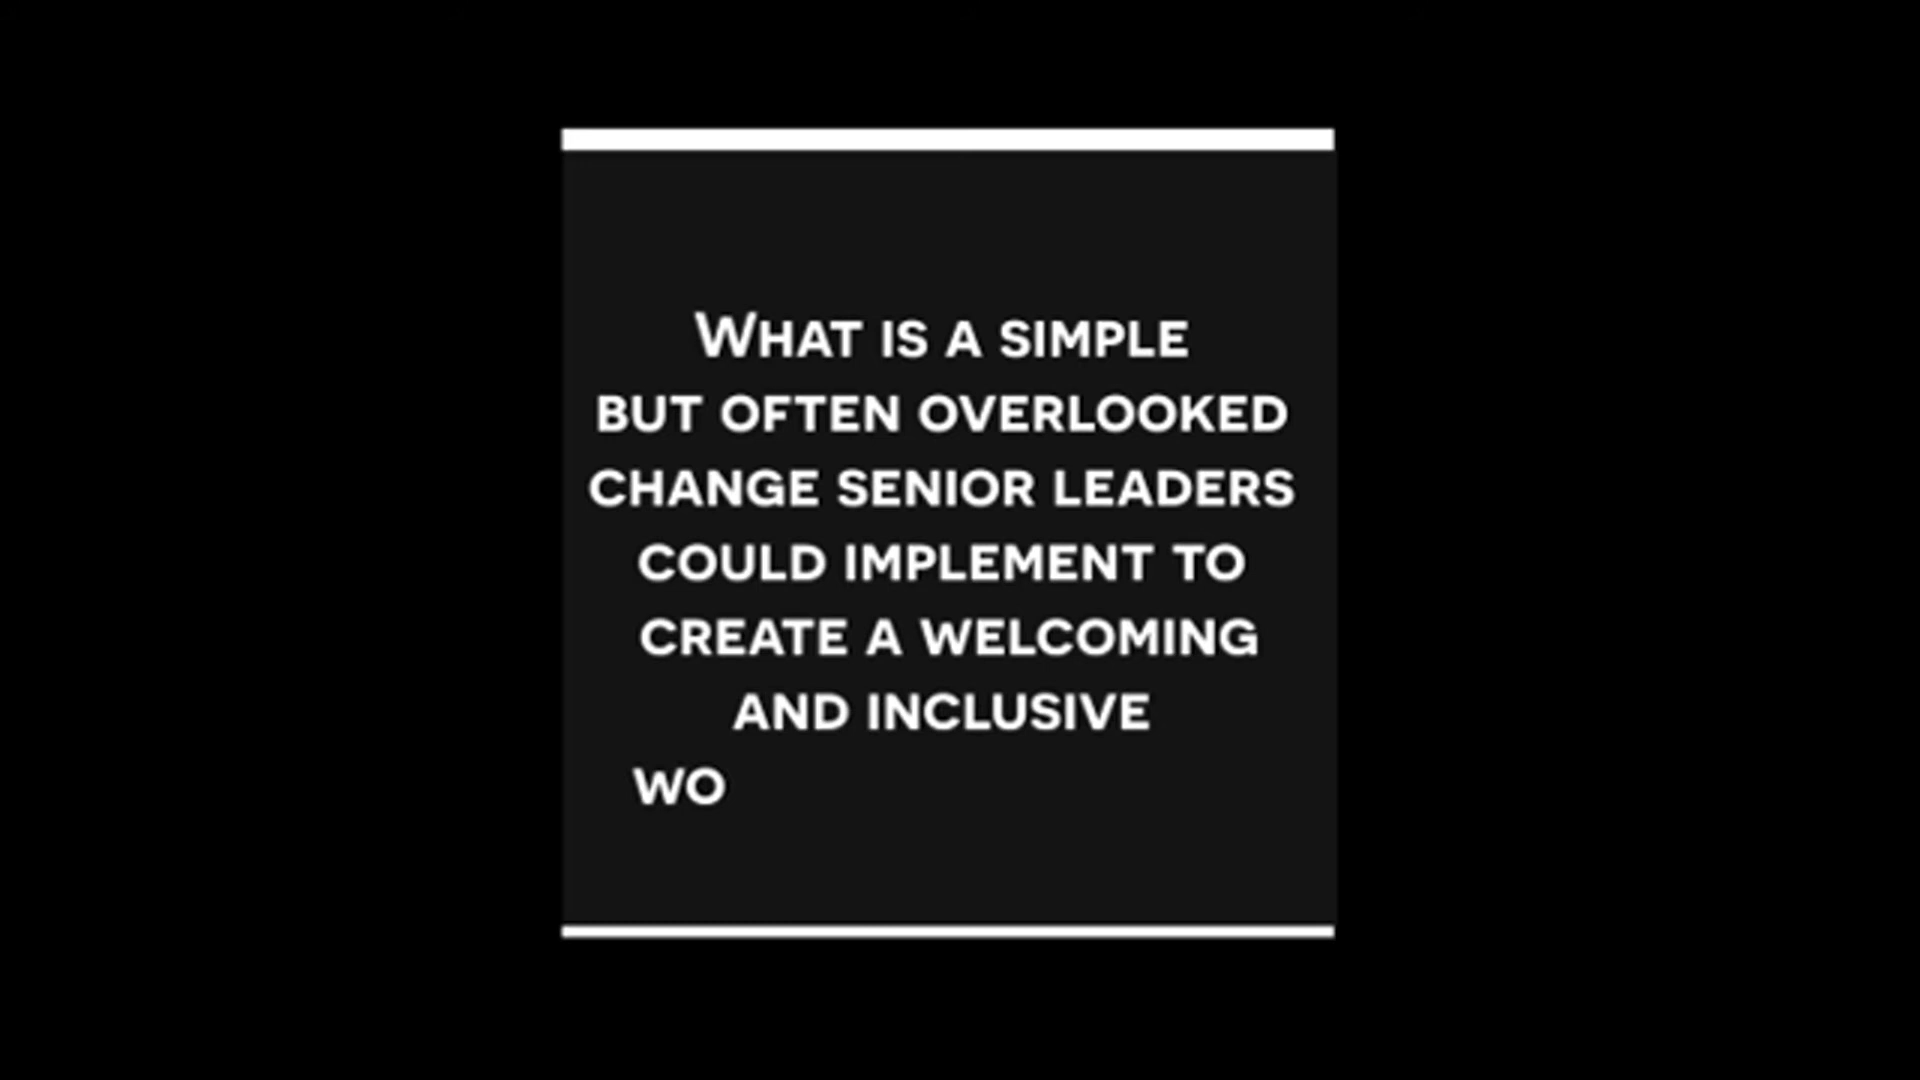 What is a simple
but often overlooked
change senior leaders
could implement to
create a welcoming
and inclusive
wo